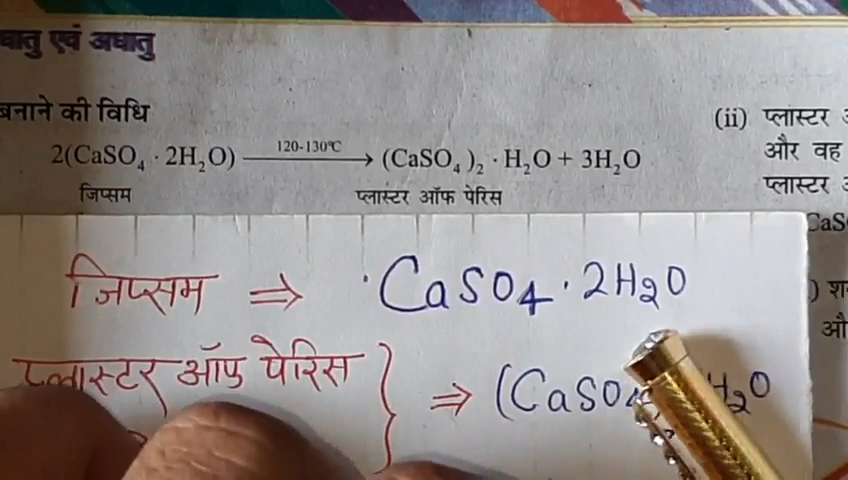 धातु एवं अधातु
बनाने की विधि
2(CaSO₄ · 2H₂O) ⟶ (CaSO₄)₂ · H₂O + 3H₂O
120-130°C
जिप्सम
प्लास्टर ऑफ पेरिस
(ii) प्लास्टर
और वह
प्लास्टर
CaS
जिप्सम ⇒ CaSO₄·2H₂O
प्लास्टर ऑफ पेरिस } ⇒ (CaSO₄ H₂O